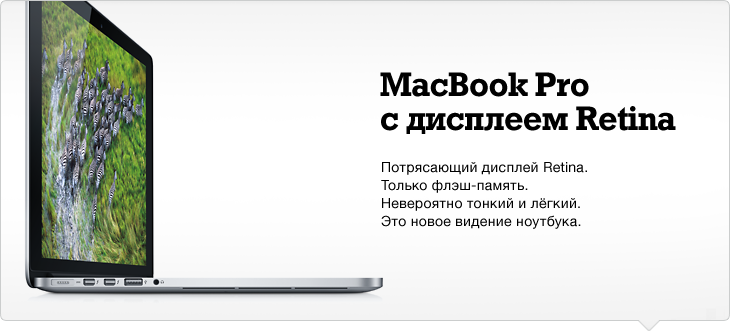 MacBook Pro
с дисплеем Retina
Потрясающий дисплей Retina.
Только флэш-память.
Невероятно тонкий и лёгкий.
Это новое видение ноутбука.